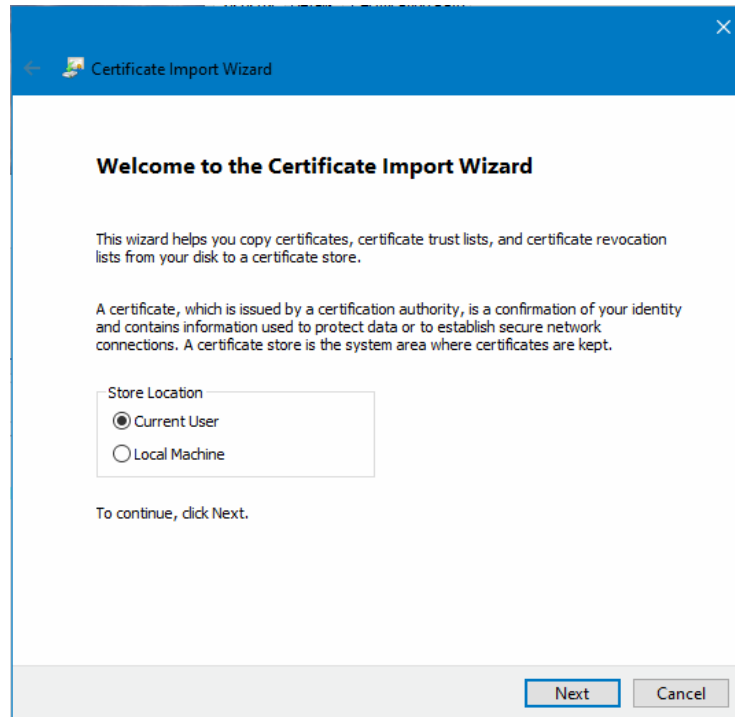 Certificate Import Wizard
Welcome to the Certificate Import Wizard
This wizard helps you copy certificates, certificate trust lists, and certificate revocation
lists from your disk to a certificate store.
A certificate, which is issued by a certification authority, is a confirmation of your identity
and contains information used to protect data or to establish secure network
connections. A certificate store is the system area where certificates are kept.
Store Location
Current User
Local Machine
To continue, click Next.
Next Cancel